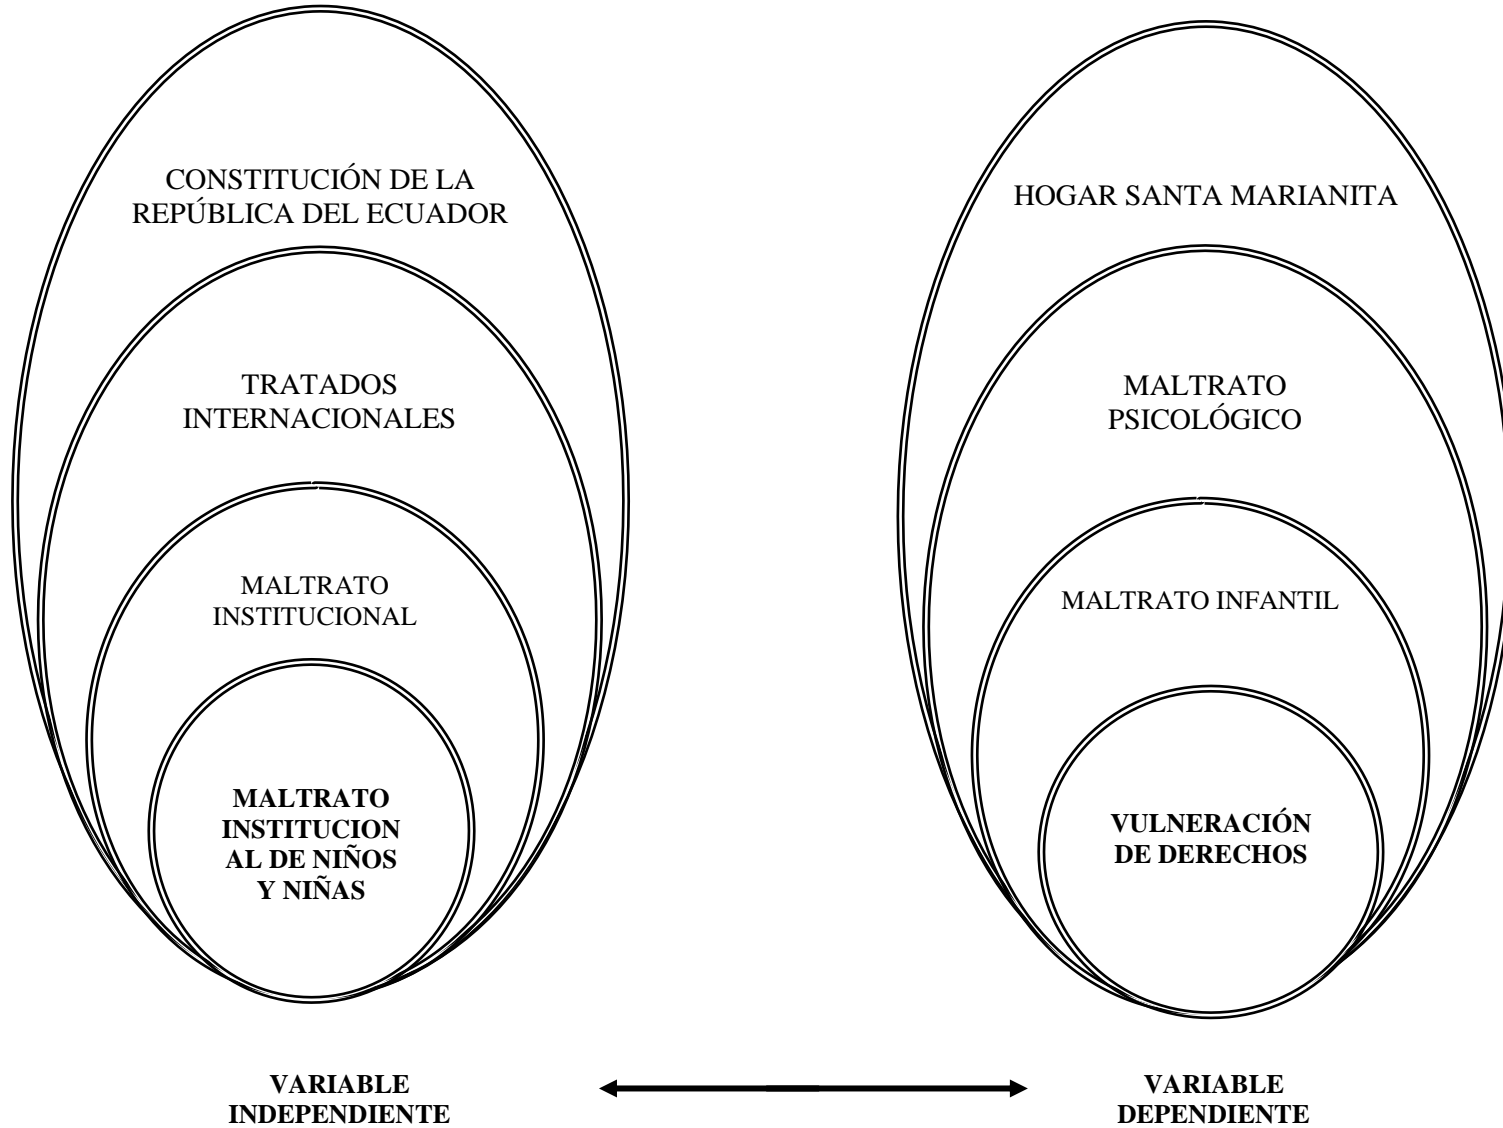 CONSTITUCIÓN DE LA
REPÚBLICA DEL ECUADOR
TRATADOS
INTERNACIONALES
MALTRATO
INSTITUCIONAL
MALTRATO
INSTITUCION
AL DE NIÑOS
Y NIÑAS
VARIABLE
INDEPENDIENTE
HOGAR SANTA MARIANITA
MALTRATO
PSICOLÓGICO
MALTRATO INFANTIL
VULNERACIÓN
DE DERECHOS
VARIABLE
DEPENDIENTE